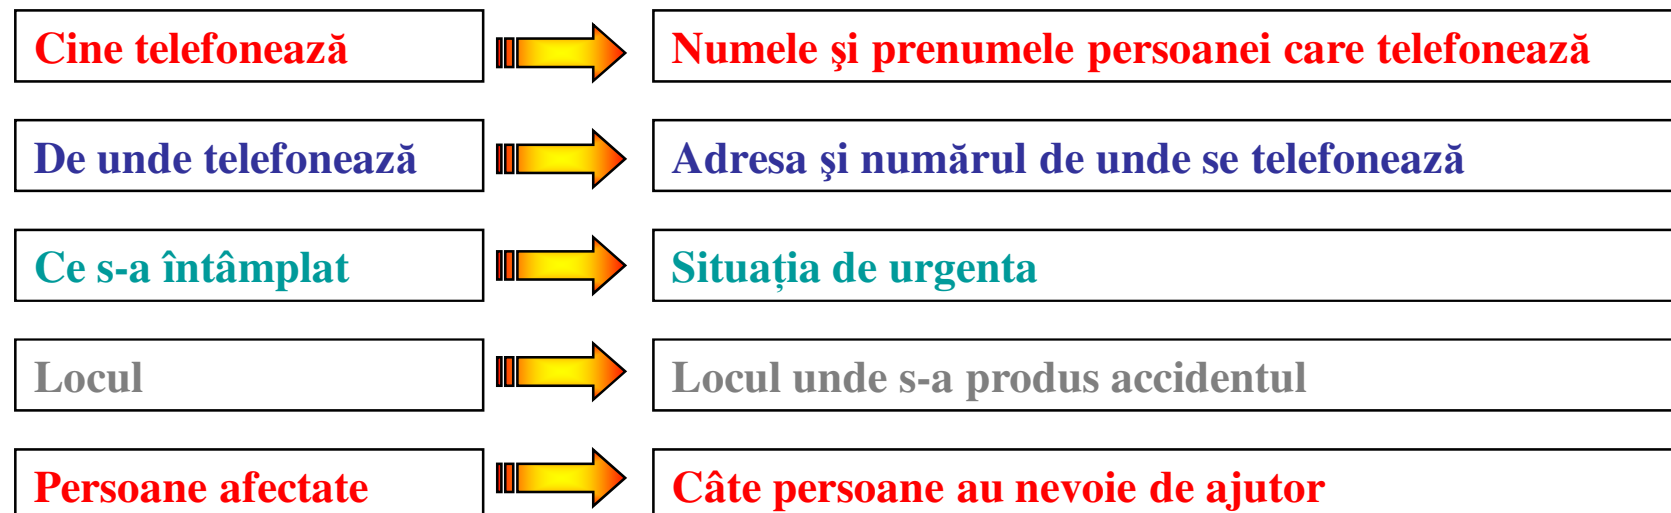 Cine telefonează
Numele şi prenumele persoanei care telefonează
De unde telefonează
Adresa şi numărul de unde se telefonează
Ce s-a întâmplat
Situația de urgenta
Locul
Locul unde s-a produs accidentul
Persoane afectate
Câte persoane au nevoie de ajutor